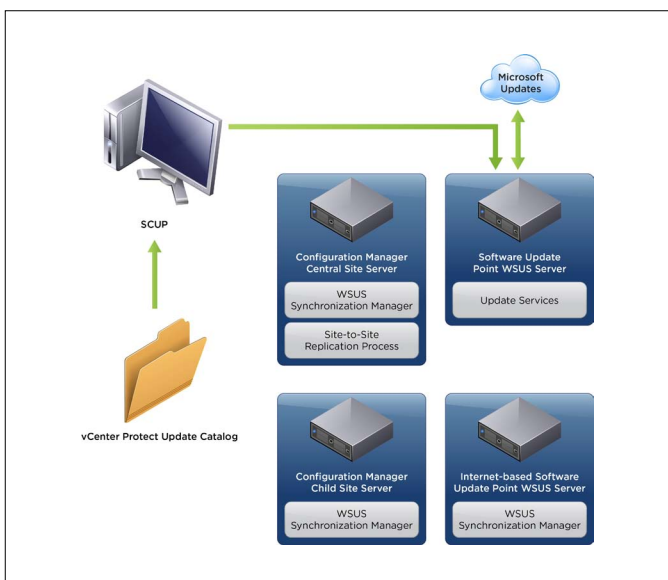 Microsoft
Updates
SCUP
Configuration Manager
Central Site Server
WSUS
Synchronization Manager
Site-to-Site
Replication Process
Software Update
Point WSUS Server
Update Services
vCenter Protect Update Catalog
Configuration Manager
Child Site Server
WSUS
Synchronization Manager
Internet-based Software
Update Point WSUS Server
WSUS
Synchronization Manager